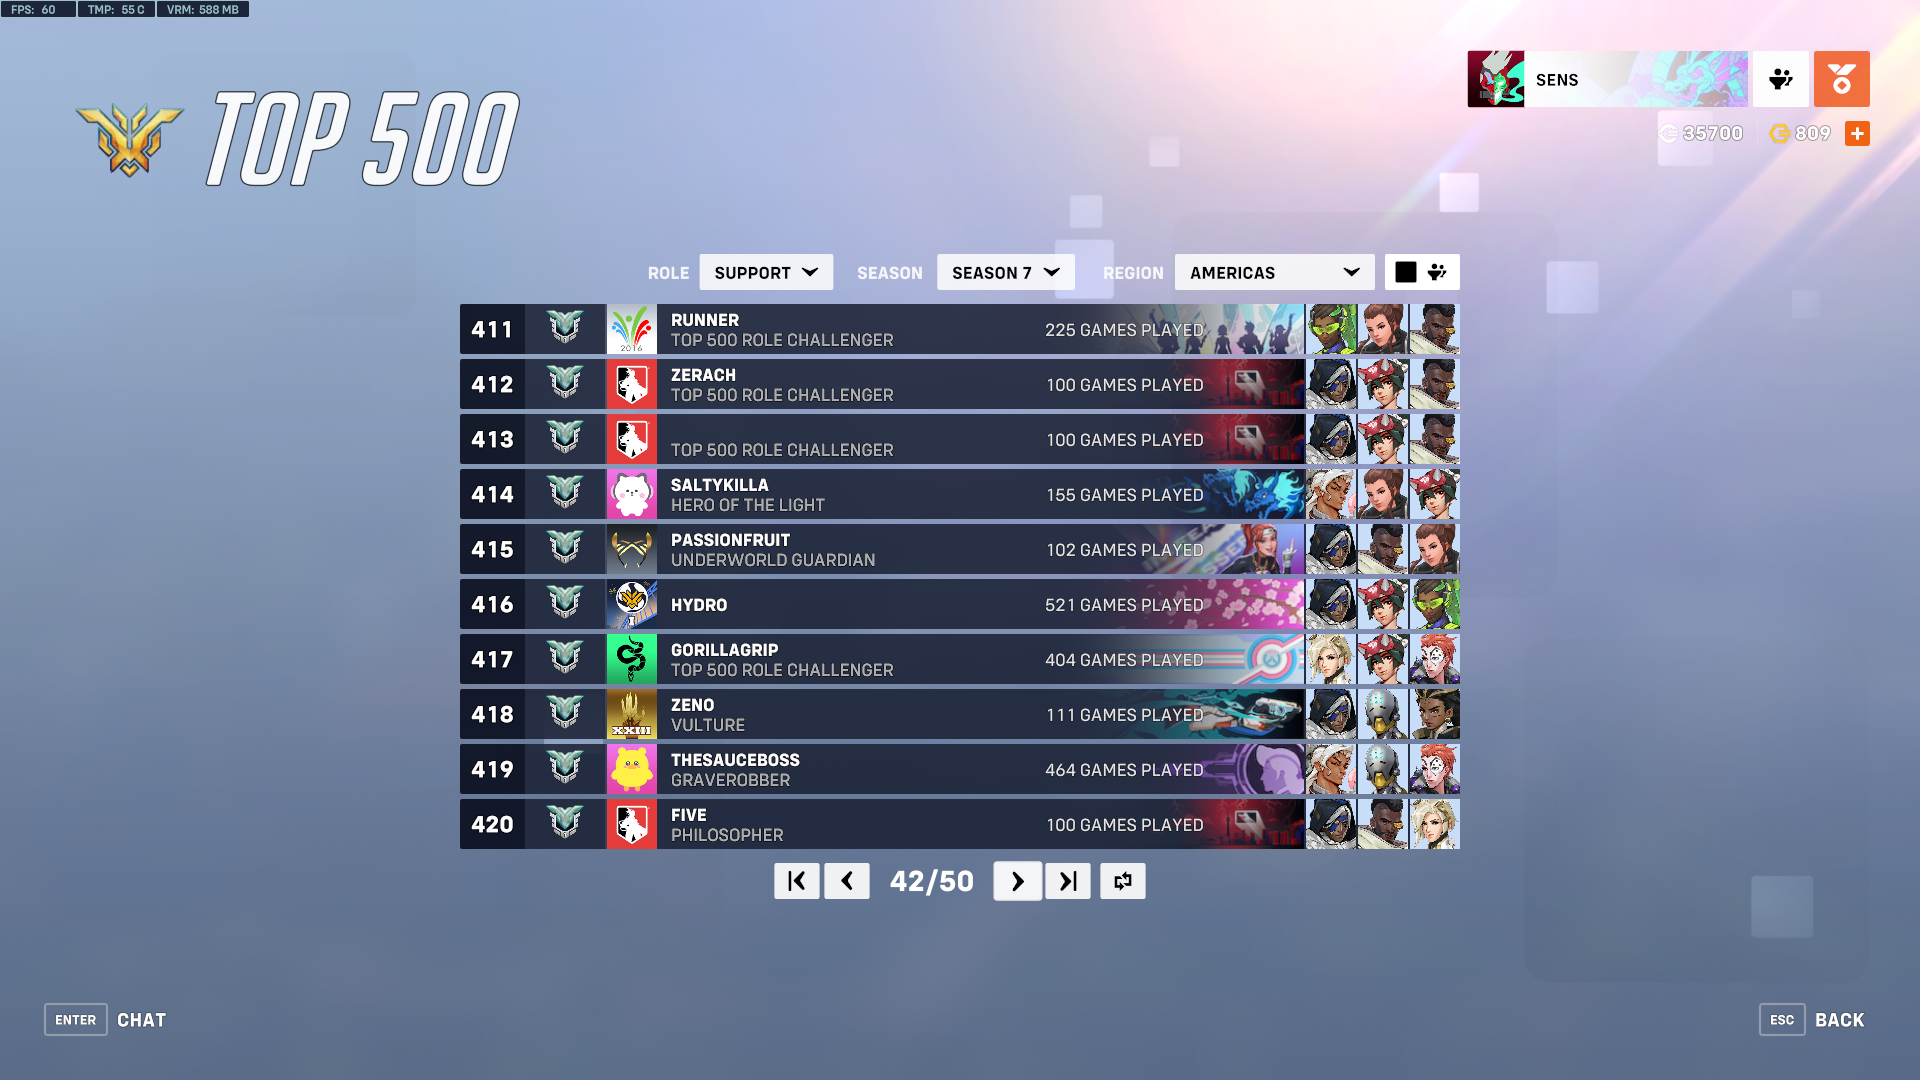 FPS: 60 TMP: 55 C VRM: 588 MB
TOP 500
SENS
35700 809
ROLE SUPPORT SEASON SEASON 7 REGION AMERICAS
411 2016 RUNNER 225 GAMES PLAYED
TOP 500 ROLE CHALLENGER
412 ZERACH 100 GAMES PLAYED
TOP 500 ROLE CHALLENGER
413 100 GAMES PLAYED
TOP 500 ROLE CHALLENGER
414 SALTYKILLA 155 GAMES PLAYED
HERO OF THE LIGHT
415 PASSIONFRUIT 102 GAMES PLAYED
UNDERWORLD GUARDIAN
416 I HYDRO 521 GAMES PLAYED
417 GORILLAGRIP 404 GAMES PLAYED
TOP 500 ROLE CHALLENGER
418 XXIII ZENO 111 GAMES PLAYED
VULTURE
419 THESAUCEBOSS 464 GAMES PLAYED
GRAVEROBBER
420 FIVE 100 GAMES PLAYED
PHILOSOPHER
42/50
ENTER CHAT
ESC BACK